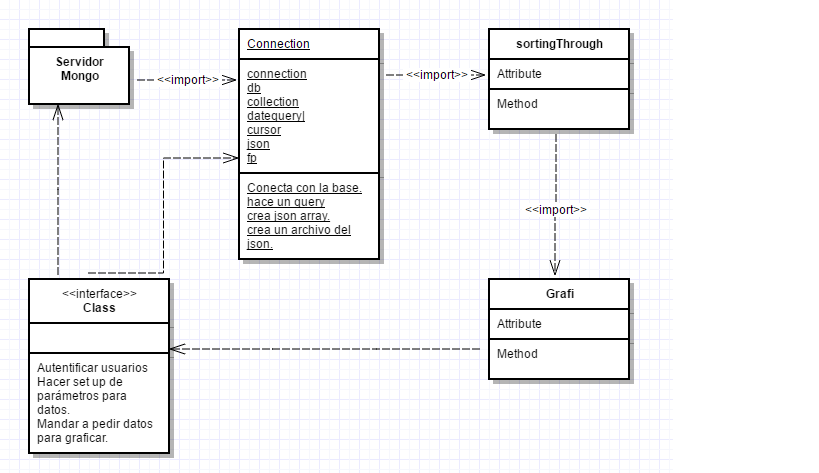 Servidor
Mongo
<<import>>
Connection
connection
db
collection
datequery|
cursor
json
fp
Conecta con la base.
hace un query
crea json array.
crea un archivo del
json.
<<import>>
sortingThrough
Attribute
Method
<<import>>
<<interface>>
Class
Autentificar usuarios
Hacer set up de
parámetros para
datos.
Mandar a pedir datos
para graficar.
Grafi
Attribute
Method